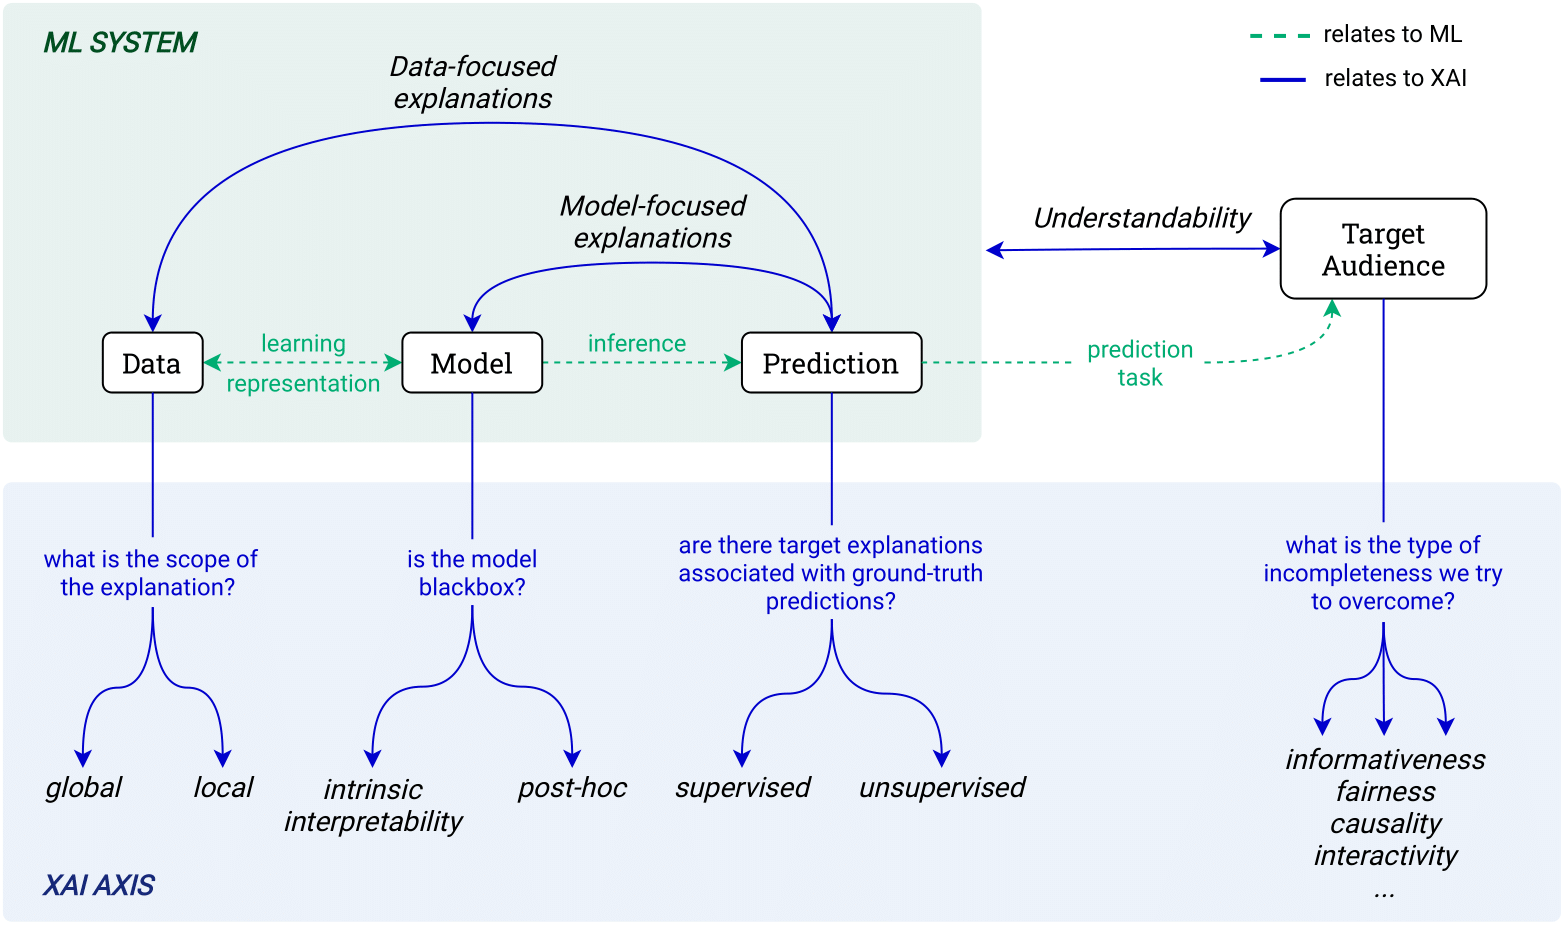 ML SYSTEM
relates to ML
relates to XAI
Data-focused
explanations
Model-focused
explanations
Understandability
Target
Audience
Data
learning
representation
Model
inference
Prediction
prediction
task
what is the scope of
the explanation?
is the model
blackbox?
are there target explanations
associated with ground-truth
predictions?
what is the type of
incompleteness we try
to overcome?
global
local
intrinsic
interpretability
post-hoc
supervised
unsupervised
informativeness
fairness
causality
interactivity
...
XAI AXIS